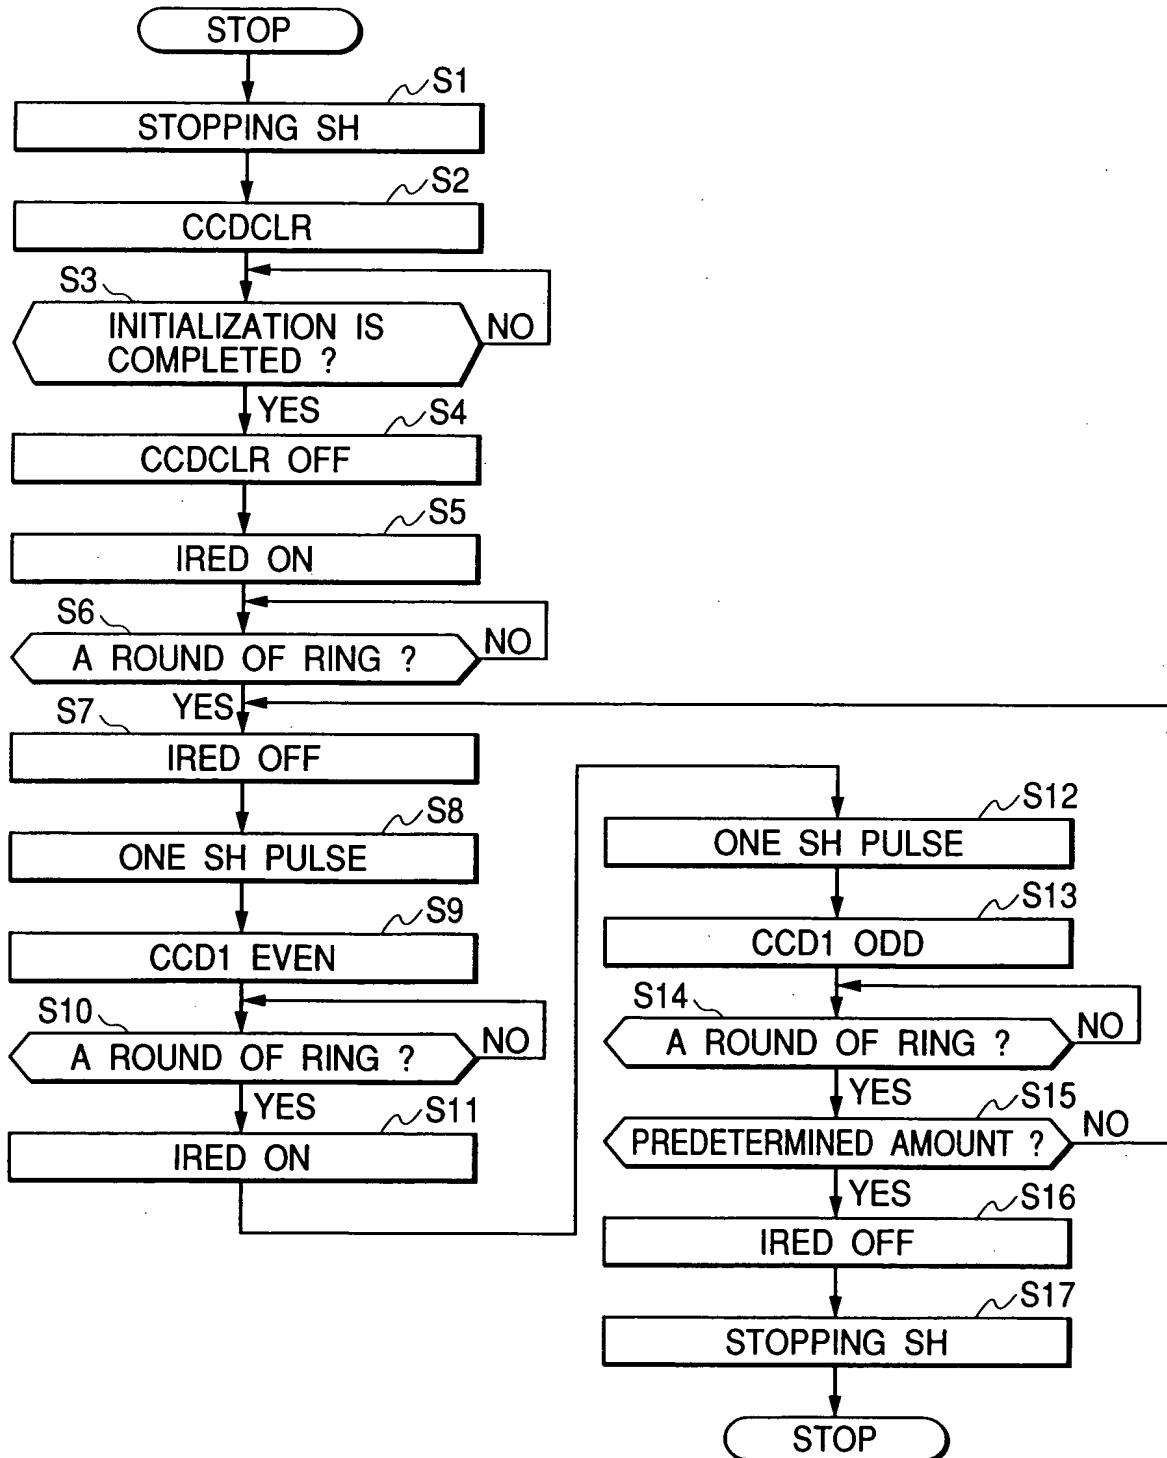 STOP
S1
STOPPING SH
S2
CCDCLR
S3
INITIALIZATION IS
COMPLETED ?
NO
YES
S4
CCDCLR OFF
S5
IRED ON
S6
A ROUND OF RING ?
NO
YES
S7
IRED OFF
S8
ONE SH PULSE
S9
CCD1 EVEN
S10
A ROUND OF RING ?
NO
YES
S11
IRED ON
S12
ONE SH PULSE
S13
CCD1 ODD
S14
A ROUND OF RING ?
NO
YES
S15
PREDETERMINED AMOUNT ?
NO
YES
S16
IRED OFF
S17
STOPPING SH
STOP